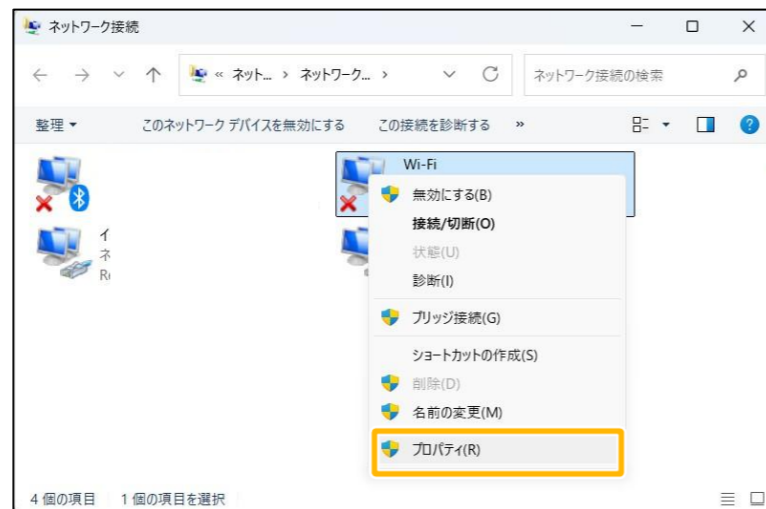 ネットワーク接続
« ネット... › ネットワーク... ›
ネットワーク接続の検索
整理
このネットワーク デバイスを無効にする
この接続を診断する
»
Wi-Fi
無効にする(B)
接続/切断(O)
状態(U)
診断(I)
ブリッジ接続(G)
ショートカットの作成(S)
削除(D)
名前の変更(M)
プロパティ(R)
イ
ネ
4 個の項目
1 個の項目を選択